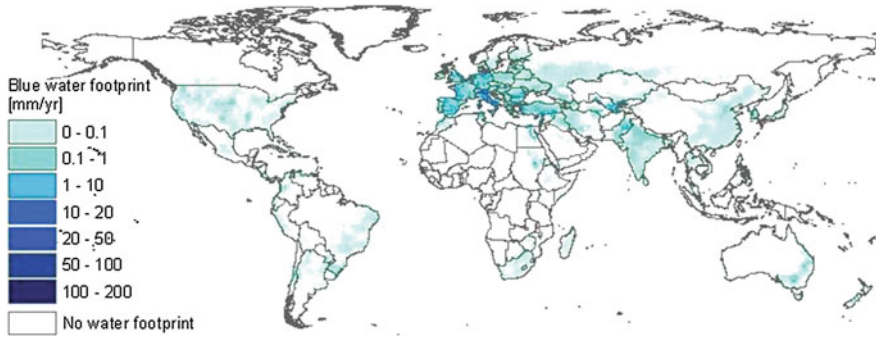 Blue water footprint
[mm/yr]
0 - 0.1
0.1 - 1
1 - 10
10 - 20
20 - 50
50 - 100
100 - 200
No water footprint